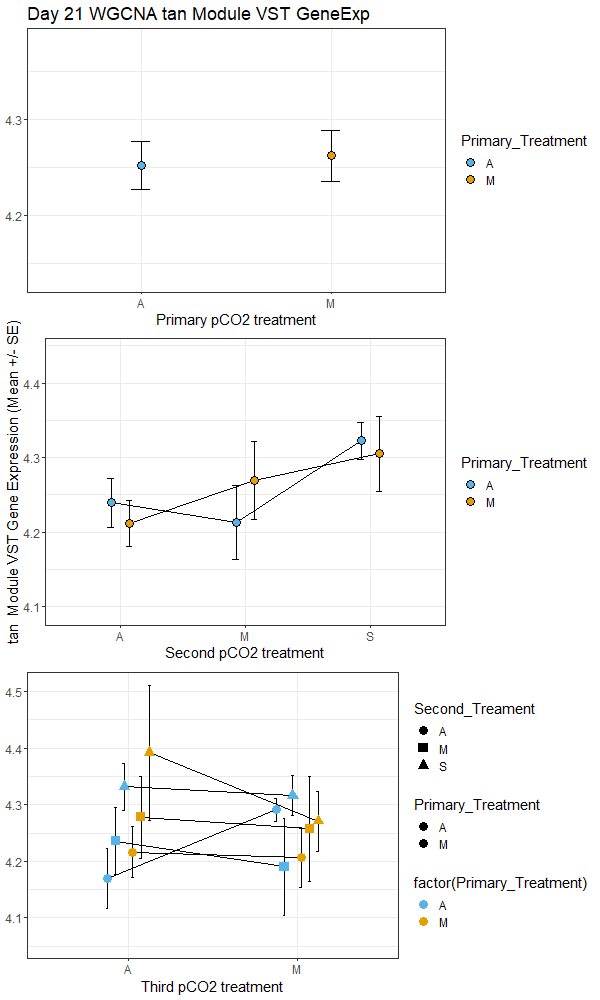 Day 21 WGCNA tan Module VST GeneExp
4.3
4.2
A
M
Primary pCO2 treatment
Primary_Treatment
A
M
tan  Module VST Gene Expression (Mean +/- SE)
4.4
4.3
4.2
4.1
A
M
S
Second pCO2 treatment
Primary_Treatment
A
M
4.5
4.4
4.3
4.2
4.1
A
M
Third pCO2 treatment
Second_Treament
A
M
S
Primary_Treatment
A
M
factor(Primary_Treatment)
A
M